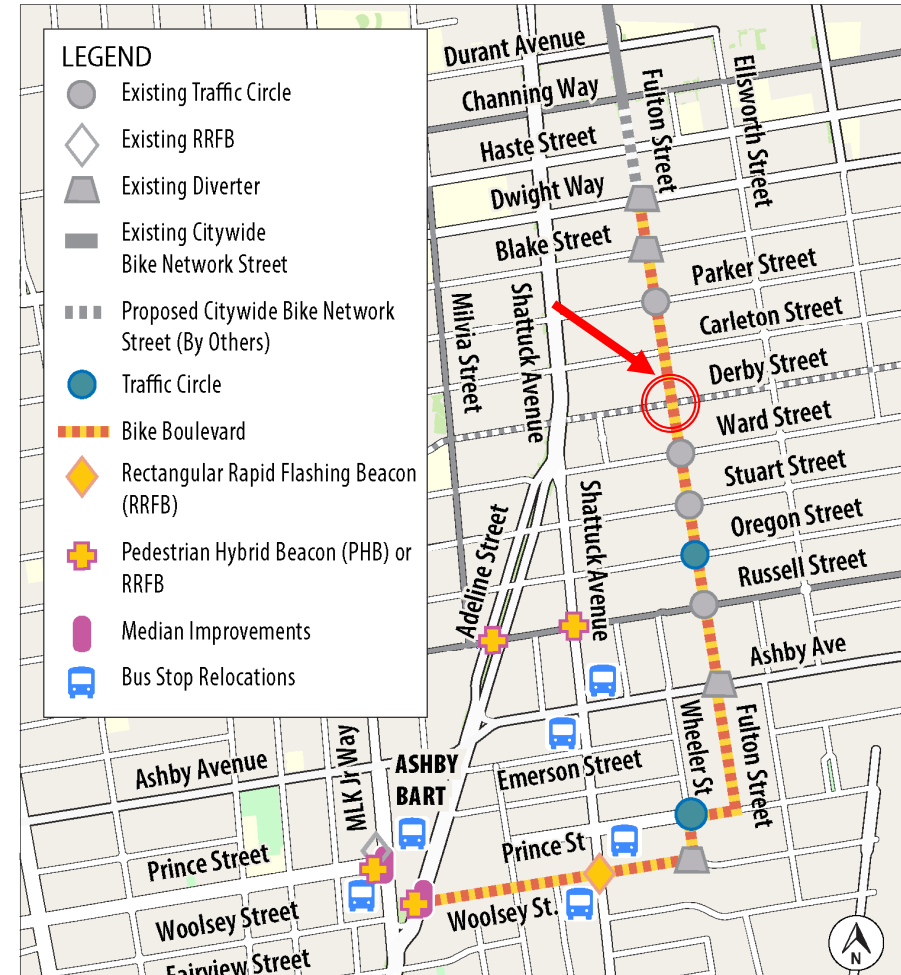 LEGEND
Existing Traffic Circle
Existing RRFB
Existing Diverter
Existing Citywide
Bike Network Street
Proposed Citywide Bike Network
Street (By Others)
Traffic Circle
Bike Boulevard
Rectangular Rapid Flashing Beacon
(RRFB)
Pedestrian Hybrid Beacon (PHB) or
RRFB
Median Improvements
Bus Stop Relocations
Durant Avenue
Channing Way
Haste Street
Dwight Way
Blake Street
Fulton Street
Ellsworth Street
Parker Street
Carleton Street
Derby Street
Ward Street
Stuart Street
Oregon Street
Russell Street
Ashby Ave
Milvia Street
Shattuck Avenue
Shattuck Avenue
Adeline Street
Wheeler St
Fulton Street
Emerson Street
MLK Jr Way
ASHBY
BART
Ashby Avenue
Prince Street
Prince St
Woolsey Street
Woolsey St.
Fairview Street
N